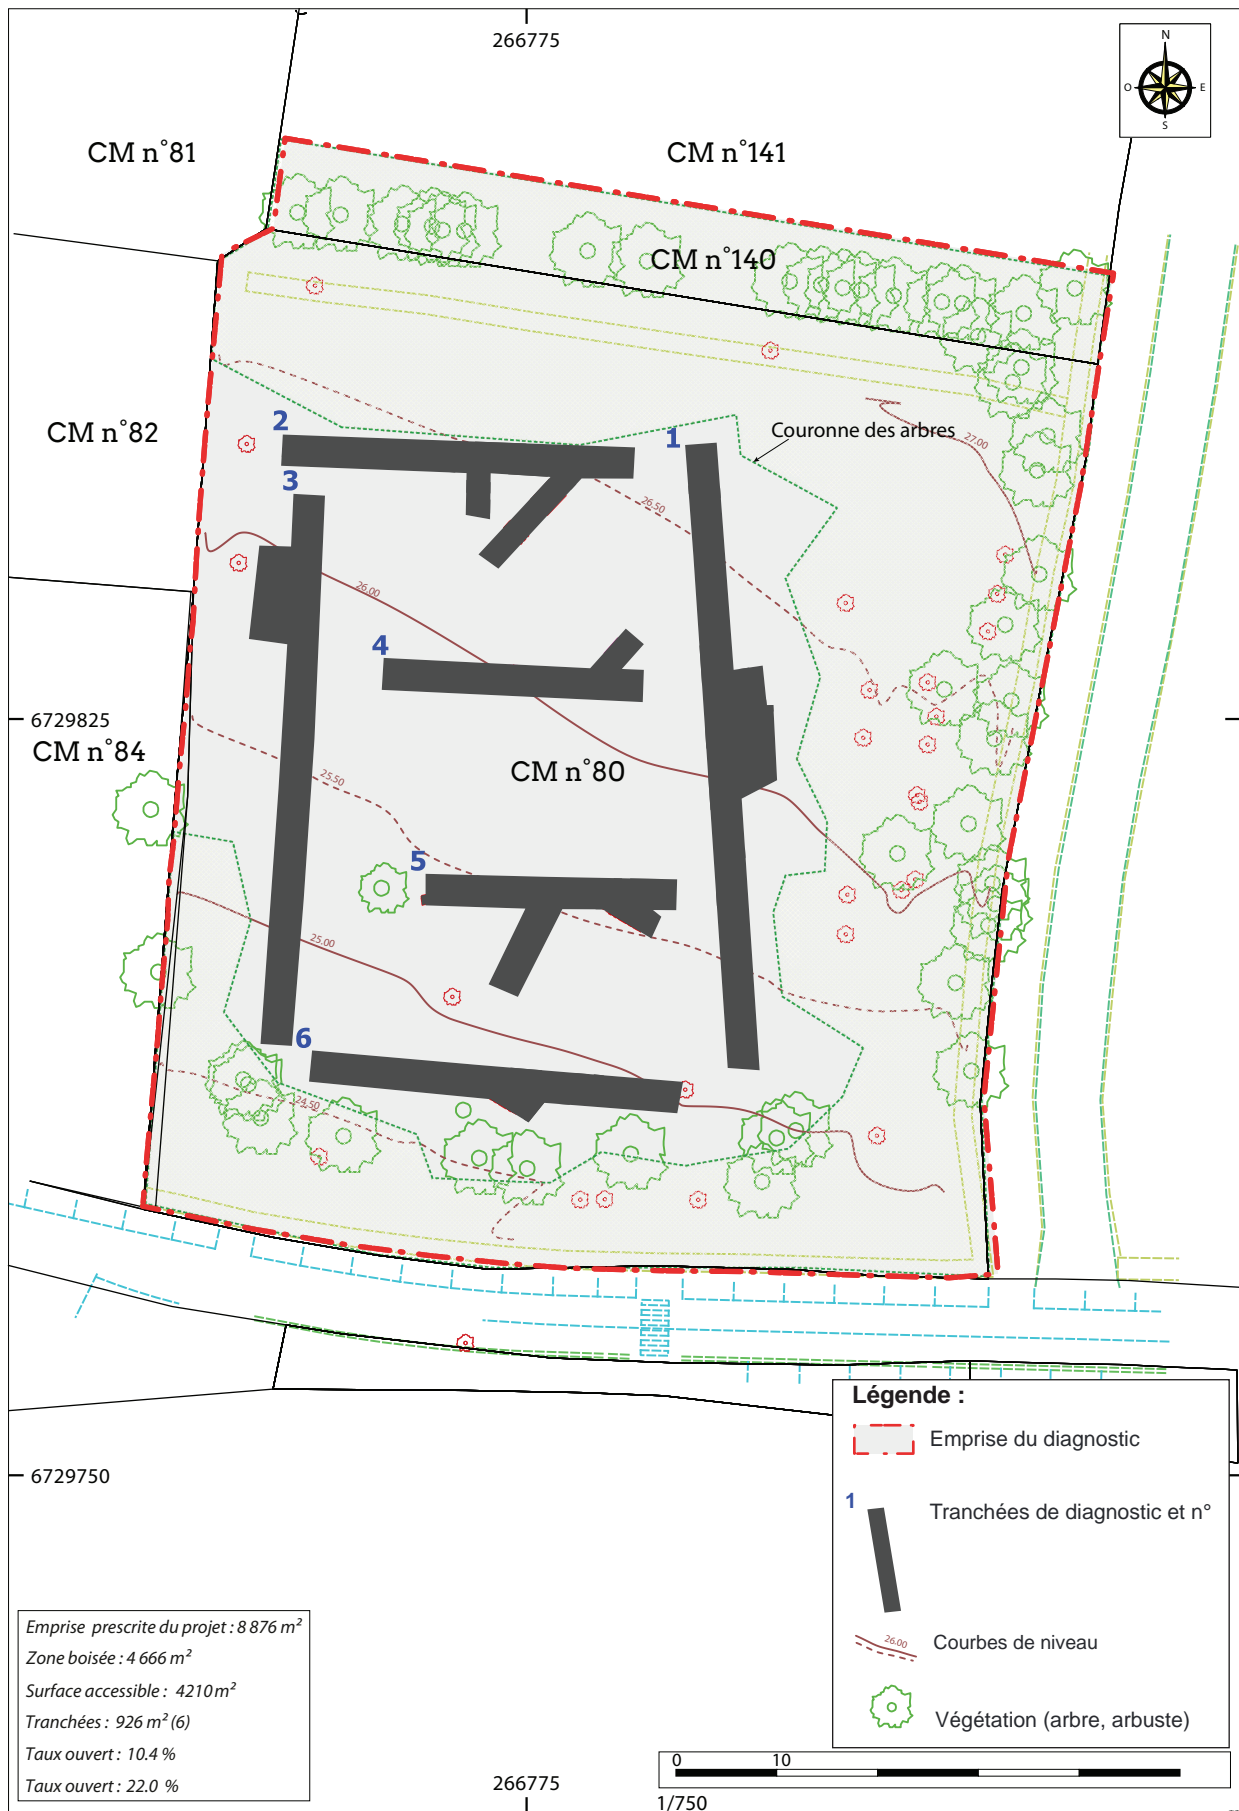 266775
N
O
E
S
CM n°81
CM n°141
CM n°140
CM n°82
2
1
Couronne des arbres
27.00
3
26.50
26.00
4
6729825
CM n°84
CM n°80
25.50
5
25.00
6
24.50
Légende :
Emprise du diagnostic
6729750
1
Tranchées de diagnostic et n°
26.00
Courbes de niveau
Végétation (arbre, arbuste)
Emprise prescrite du projet : 8 876 m²
Zone boisée : 4 666 m²
Surface accessible : 4210 m²
Tranchées : 926 m² (6)
Taux ouvert : 10.4 %
Taux ouvert : 22.0 %
0
10
266775
1/750